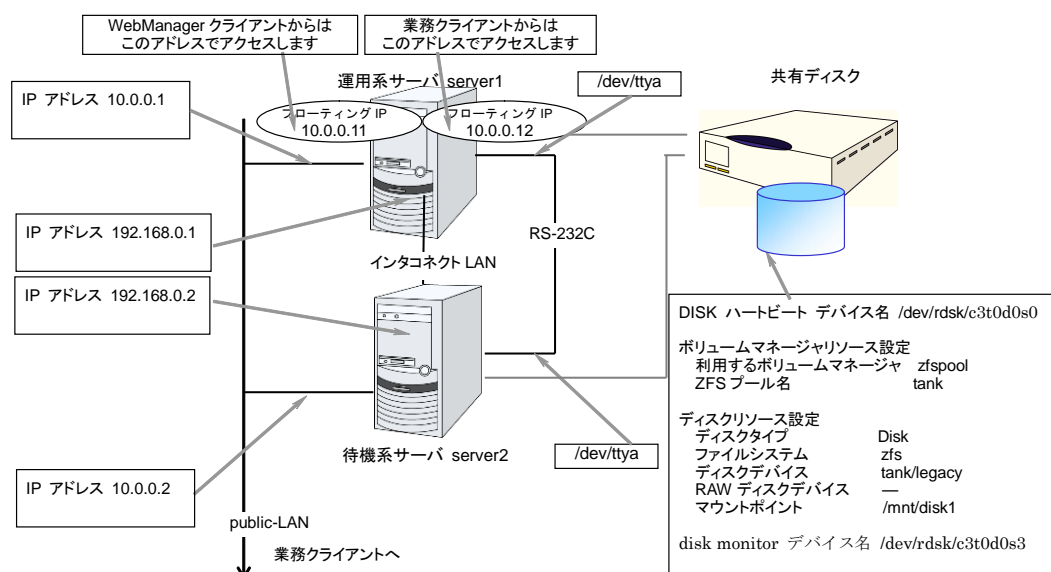 WebManager クライアントからは
このアドレスでアクセスします
業務クライアントからは
このアドレスでアクセスします
運用系サーバ server1
/dev/ttya
共有ディスク
IP アドレス 10.0.0.1
フローティング IP
10.0.0.11
フローティング IP
10.0.0.12
IP アドレス 192.168.0.1
RS-232C
インタコネクト LAN
IP アドレス 192.168.0.2
DISK ハートビート デバイス名 /dev/rdsk/c3t0d0s0
ボリュームマネージャリソース設定
利用するボリュームマネージャ zfspool
ZFS プール名 tank
ディスクリソース設定
ディスクタイプ Disk
ファイルシステム zfs
ディスクデバイス tank/legacy
RAW ディスクデバイス —
マウントポイント /mnt/disk1
disk monitor デバイス名 /dev/rdsk/c3t0d0s3
待機系サーバ server2
/dev/ttya
IP アドレス 10.0.0.2
public-LAN
業務クライアントへ